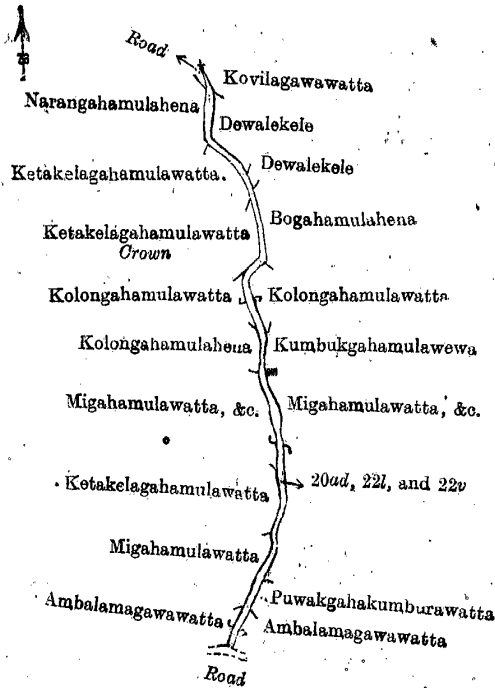 Road
Kovilagawawatta
Narangahamulahena
Dewalekele
Ketakelagahamulawatta.
Dewalekele
Bogahamulahena
Ketakelagahamulawatta
Crown
Kolongahamulawatta
Kolongahamulawatta
Kolongahamulahena
Kumbukgahamulawewa
Migahamulawatta, &c.
Migahamulawatta, &c.
Ketakelagahamulawatta
20ad, 22l, and 22v
Migahamulawatta
Ambalamagawawatta
Puwakgahakumburawatta
Ambalamagawawatta
Road